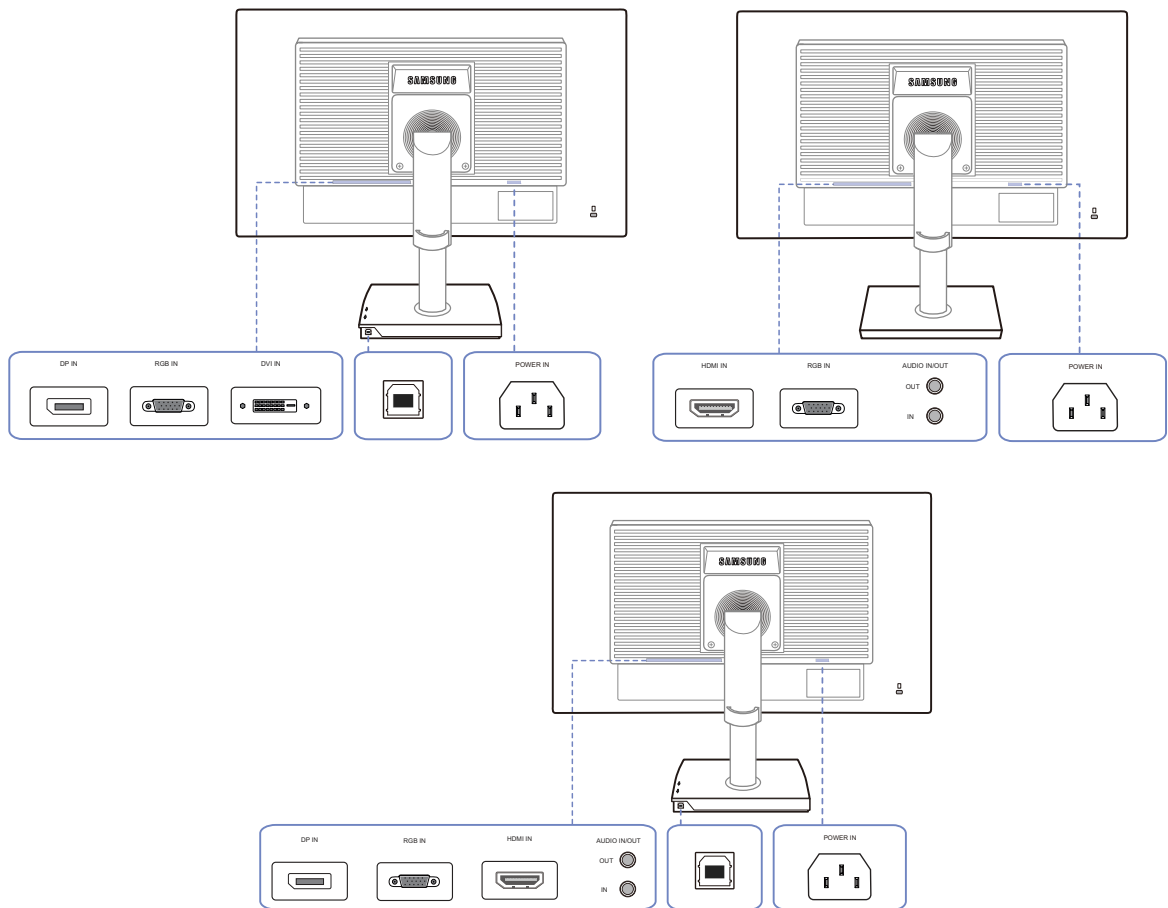 SAMSUNG
DP IN RGB IN DVI IN
POWER IN
SAMSUNG
HDMI IN RGB IN AUDIO IN/OUT
OUT
IN
POWER IN
SAMSUNG
DP IN RGB IN HDMI IN AUDIO IN/OUT
OUT
IN
POWER IN